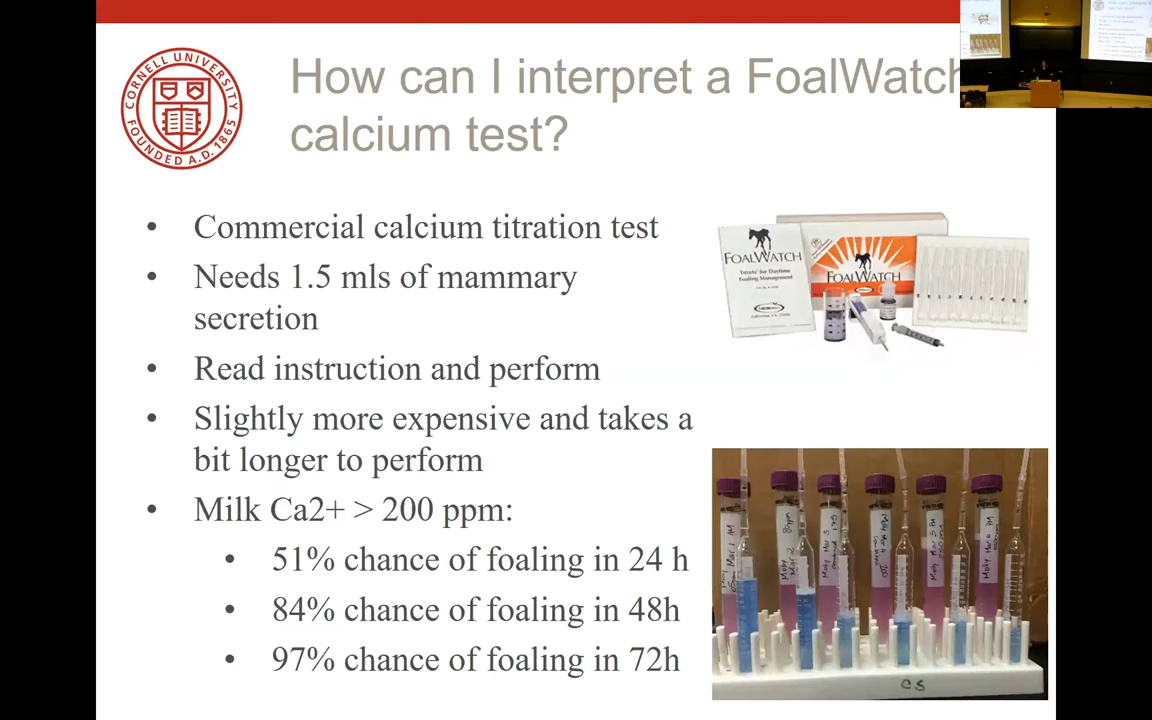 CORNELL UNIVERSITY
FOUNDED A.D. 1865
How can I interpret a FoalWatch
calcium test?
• Commercial calcium titration test
• Needs 1.5 mls of mammary
secretion
• Read instruction and perform
• Slightly more expensive and takes a
bit longer to perform
• Milk Ca2+ > 200 ppm:
• 51% chance of foaling in 24 h
• 84% chance of foaling in 48h
• 97% chance of foaling in 72h
FOALWATCH
FOALWATCH
CS